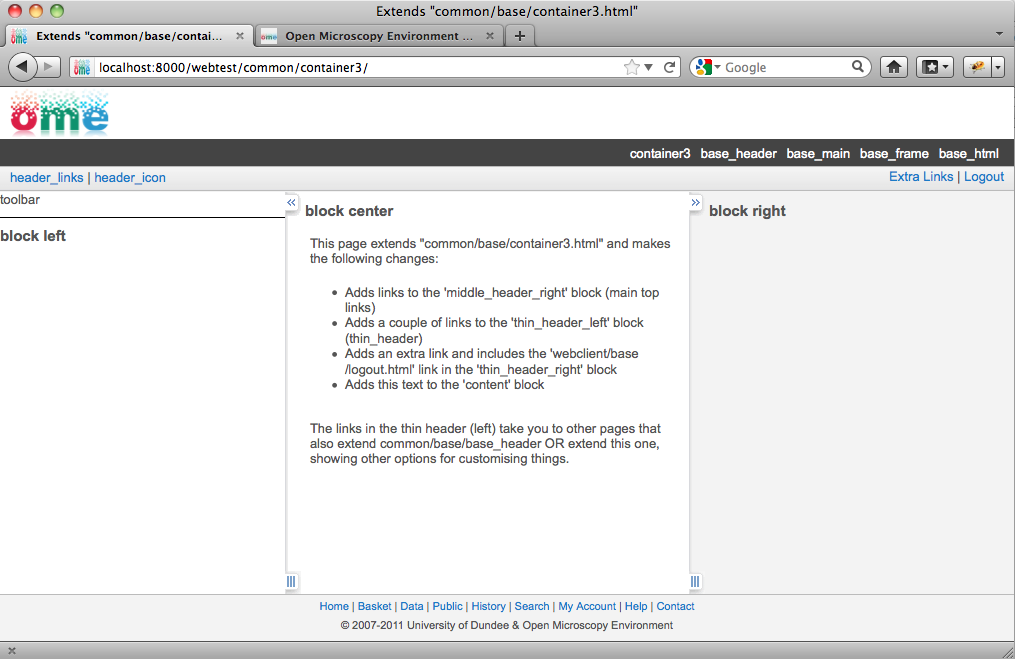 Extends "common/base/container3.html"
Extends "common/base/contai... Open Microscopy Environment ...
localhost:8000/webtest/common/container3/ Google
ome
container3 base_header base_main base_frame base_html
header_links | header_icon Extra Links | Logout
toolbar
block left
block center
This page extends "common/base/container3.html" and makes
the following changes:
• Adds links to the 'middle_header_right' block (main top
links)
• Adds a couple of links to the 'thin_header_left' block
(thin_header)
• Adds an extra link and includes the 'webclient/base
/logout.html' link in the 'thin_header_right' block
• Adds this text to the 'content' block
The links in the thin header (left) take you to other pages that
also extend common/base/base_header OR extend this one,
showing other options for customising things.
block right
Home | Basket | Data | Public | History | Search | My Account | Help | Contact
© 2007-2011 University of Dundee & Open Microscopy Environment